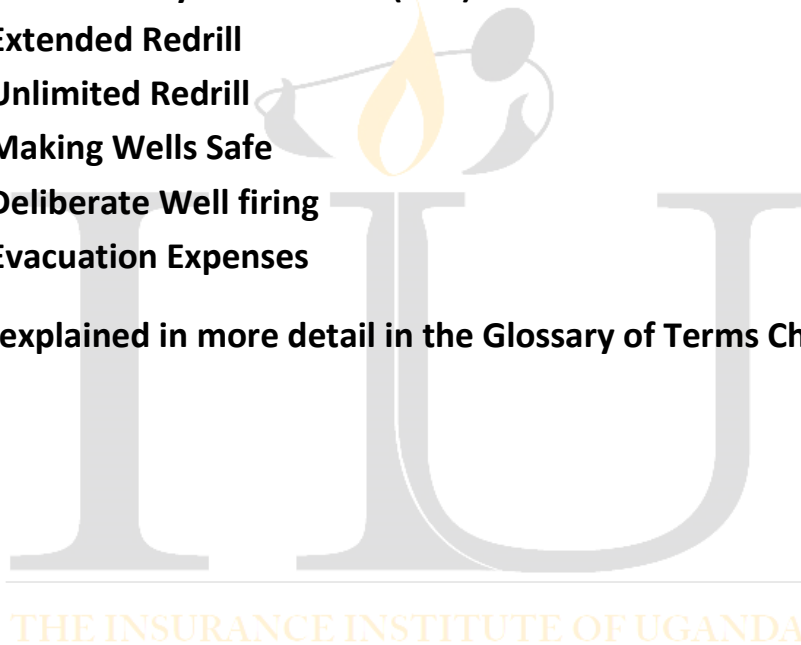 Extended Redrill
Unlimited Redrill
Making Wells Safe
Deliberate Well firing
Evacuation Expenses
explained in more detail in the Glossary of Terms
IU
THE INSURANCE INSTITUTE OF UGANDA